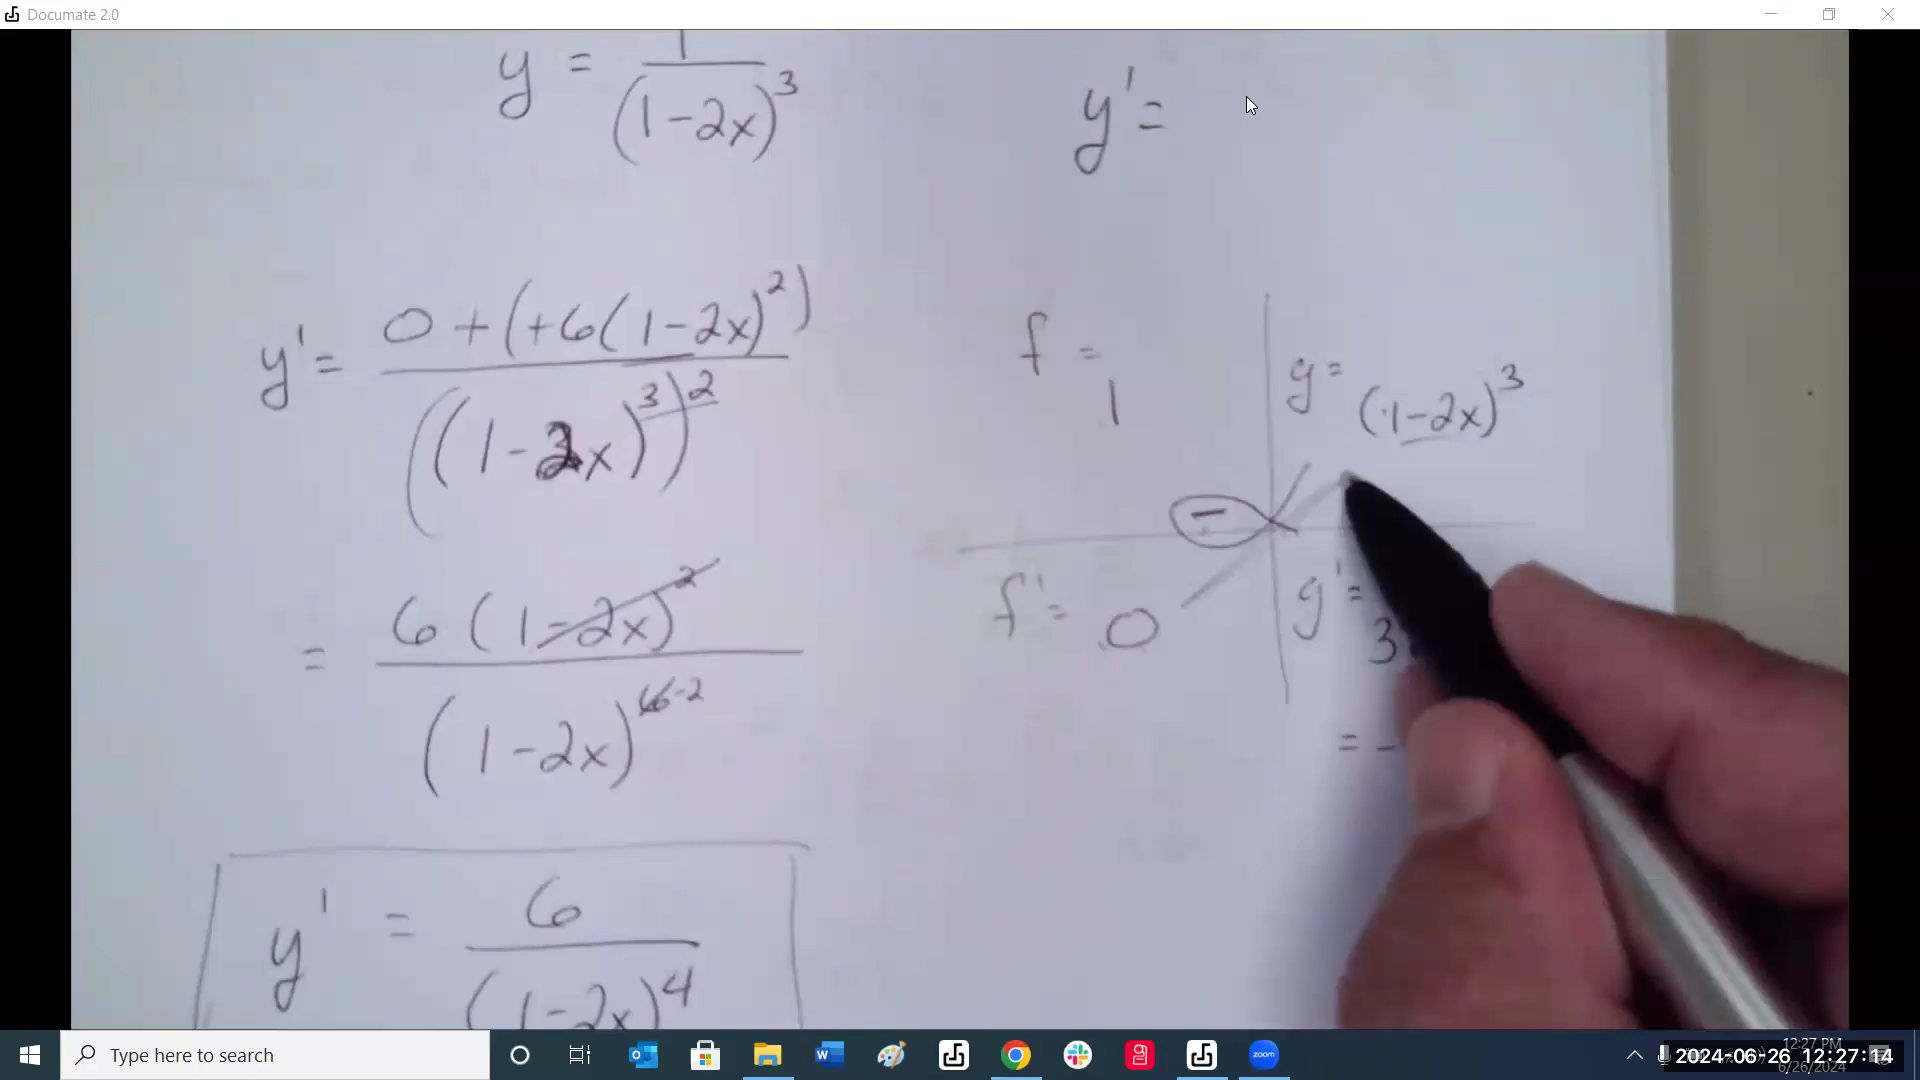 Documate 2.0
y = 1 / (1-2x)^3
y' =
y' = 0 + (+6(1-2x)^2) / ((1-2x)^3)^2
f = 1
g = (1-2x)^3
-
f' = 0
g' = 3
= -
= 6(1-2x)^2 / (1-2x)^6-2
y' = 6 / (1-2x)^4
Type here to search
zoom
12:27 PM
6/26/2024
2024-06-26 12:27:14